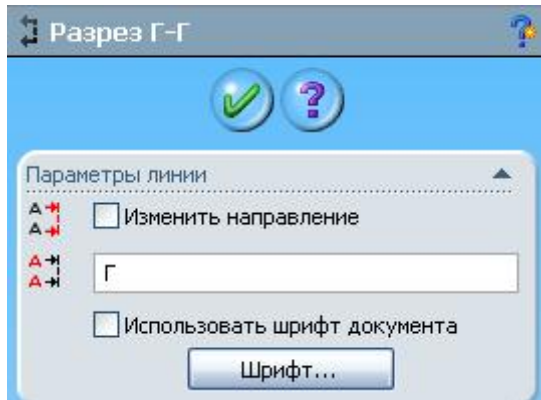 Разрез Г-Г
Параметры линии
Изменить направление
Г
Использовать шрифт документа
Шрифт...